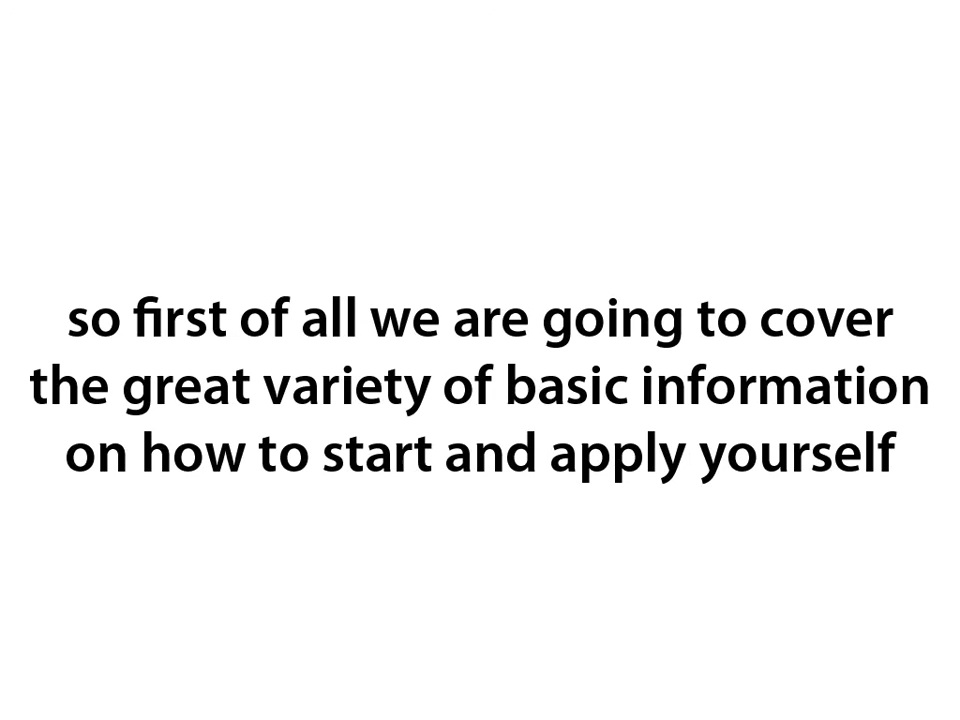 so first of all we are going to cover
the great variety of basic information
on how to start and apply yourself